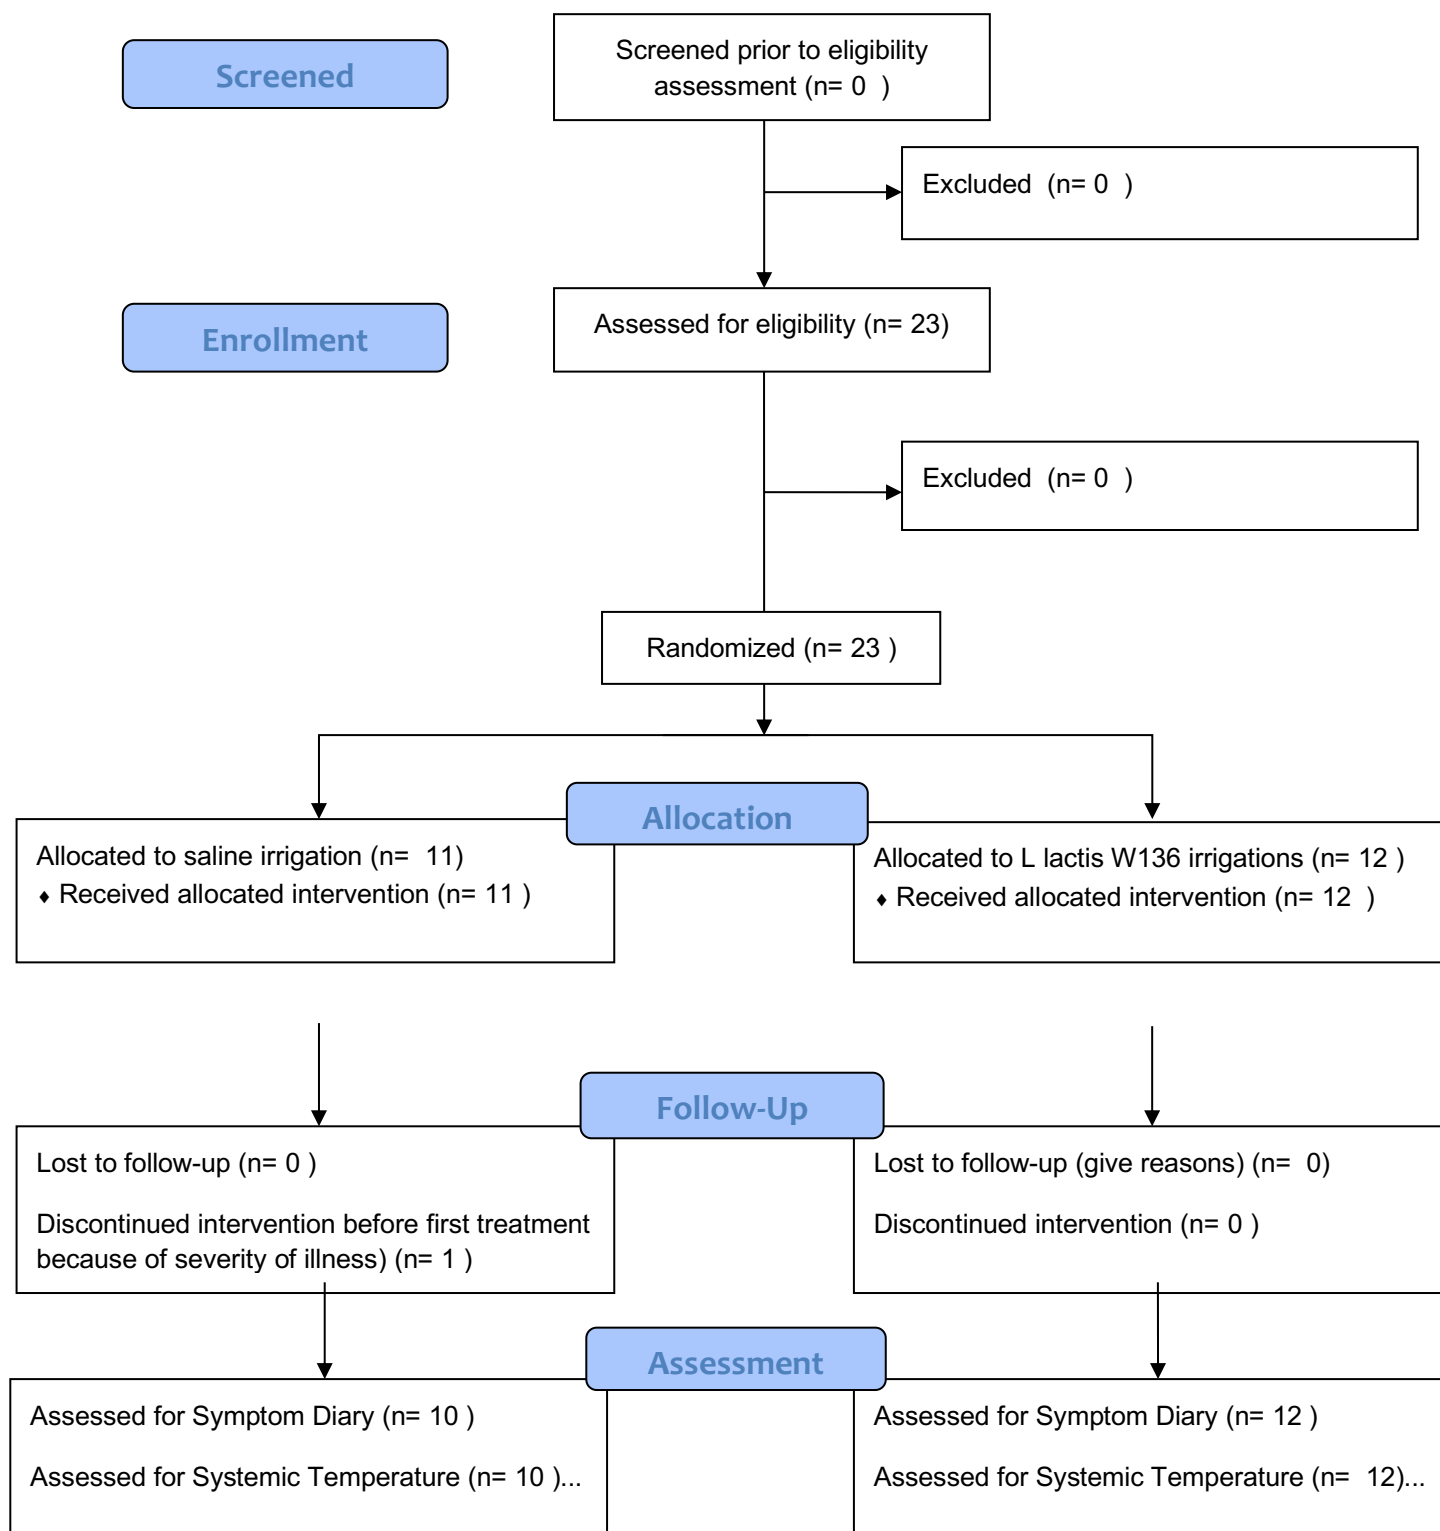 Screened
Screened prior to eligibility
assessment (n= 0 )
Excluded (n= 0 )
Enrollment
Assessed for eligibility (n= 23)
Excluded (n= 0 )
Randomized (n= 23 )
Allocation
Allocated to saline irrigation (n= 11)
♦ Received allocated intervention (n= 11 )
Allocated to L lactis W136 irrigations (n= 12 )
♦ Received allocated intervention (n= 12 )
Follow-Up
Lost to follow-up (n= 0 )
Discontinued intervention before first treatment
because of severity of illness) (n= 1 )
Lost to follow-up (give reasons) (n= 0)
Discontinued intervention (n= 0 )
Assessment
Assessed for Symptom Diary (n= 10 )
Assessed for Systemic Temperature (n= 10 )...
Assessed for Symptom Diary (n= 12 )
Assessed for Systemic Temperature (n= 12)...